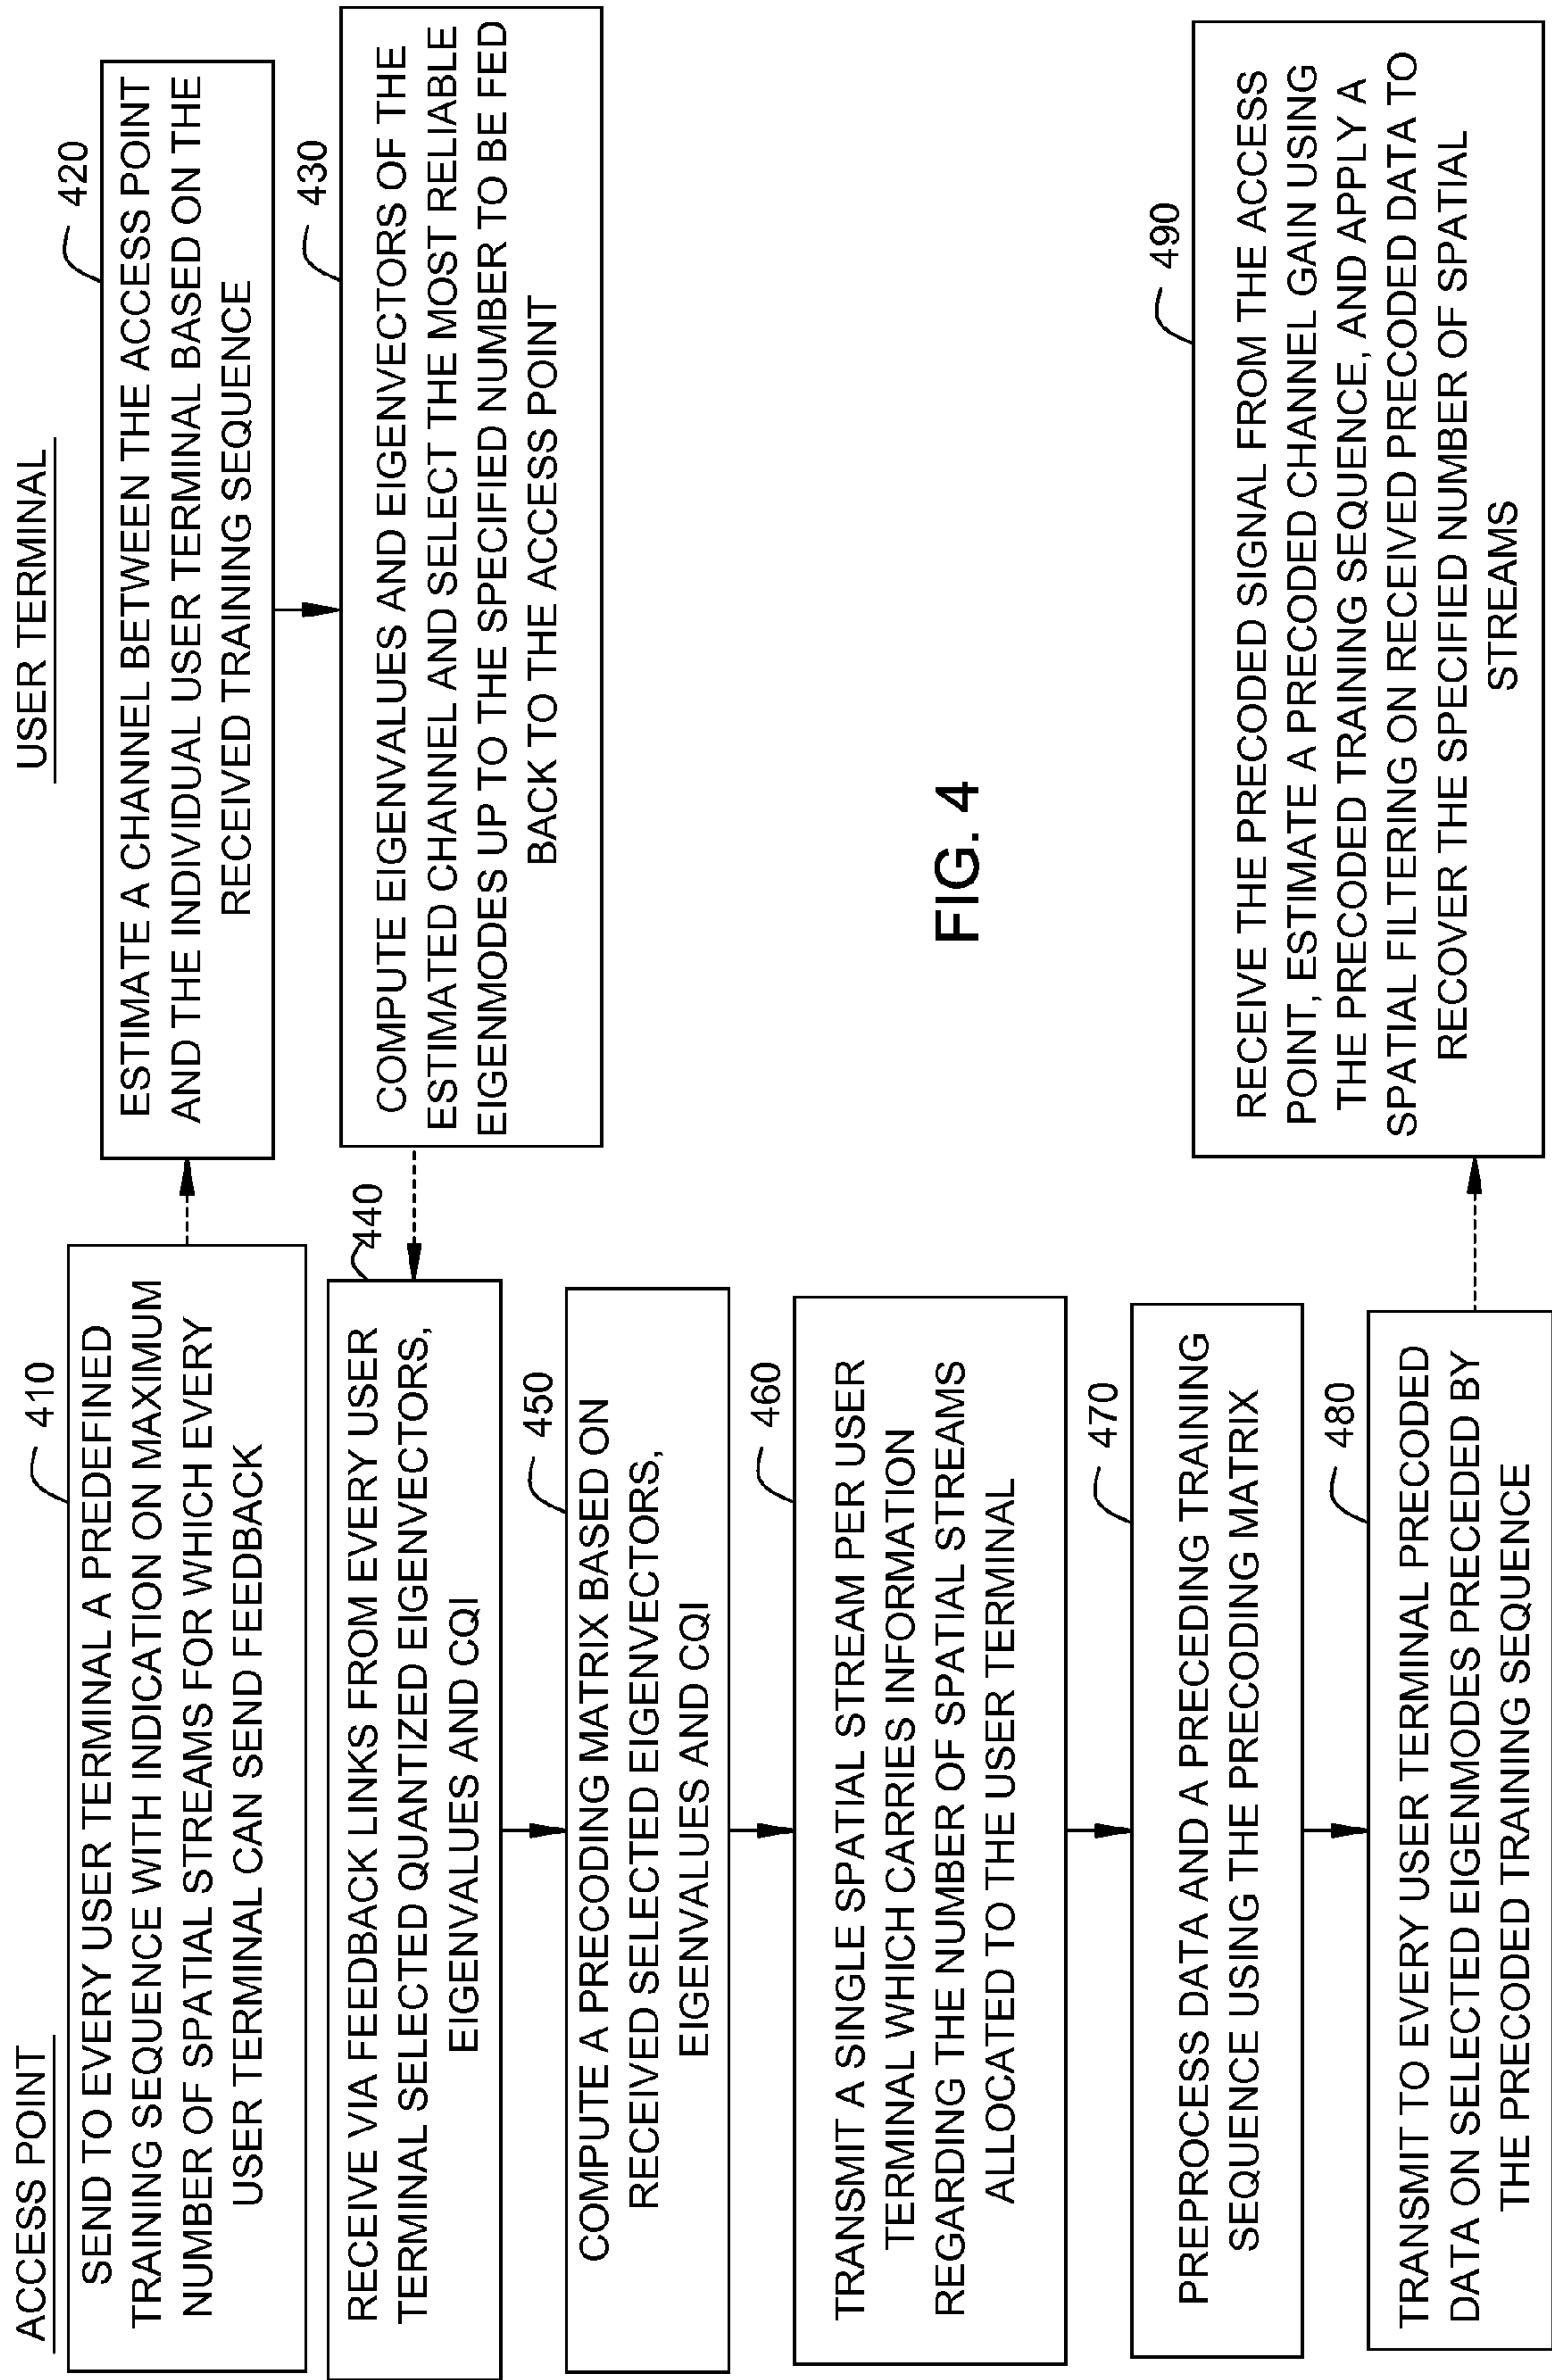 ACCESS POINT
USER TERMINAL
410
SEND TO EVERY USER TERMINAL A PREDEFINED
TRAINING SEQUENCE WITH INDICATION ON MAXIMUM
NUMBER OF SPATIAL STREAMS FOR WHICH EVERY
USER TERMINAL CAN SEND FEEDBACK
420
ESTIMATE A CHANNEL BETWEEN THE ACCESS POINT
AND THE INDIVIDUAL USER TERMINAL BASED ON THE
RECEIVED TRAINING SEQUENCE
430
COMPUTE EIGENVALUES AND EIGENVECTORS OF THE
ESTIMATED CHANNEL AND SELECT THE MOST RELIABLE
EIGENMODES UP TO THE SPECIFIED NUMBER TO BE FED
BACK TO THE ACCESS POINT
440
RECEIVE VIA FEEDBACK LINKS FROM EVERY USER
TERMINAL SELECTED QUANTIZED EIGENVECTORS,
EIGENVALUES AND CQI
450
COMPUTE A PRECODING MATRIX BASED ON
RECEIVED SELECTED EIGENVECTORS,
EIGENVALUES AND CQI
460
TRANSMIT A SINGLE SPATIAL STREAM PER USER
TERMINAL WHICH CARRIES INFORMATION
REGARDING THE NUMBER OF SPATIAL STREAMS
ALLOCATED TO THE USER TERMINAL
470
PREPROCESS DATA AND A PRECEDING TRAINING
SEQUENCE USING THE PRECODING MATRIX
480
TRANSMIT TO EVERY USER TERMINAL PRECODED
DATA ON SELECTED EIGENMODES PRECEDED BY
THE PRECODED TRAINING SEQUENCE
490
RECEIVE THE PRECODED SIGNAL FROM THE ACCESS
POINT, ESTIMATE A PRECODED CHANNEL GAIN USING
THE PRECODED TRAINING SEQUENCE, AND APPLY A
SPATIAL FILTERING ON RECEIVED PRECODED DATA TO
RECOVER THE SPECIFIED NUMBER OF SPATIAL
STREAMS
FIG. 4